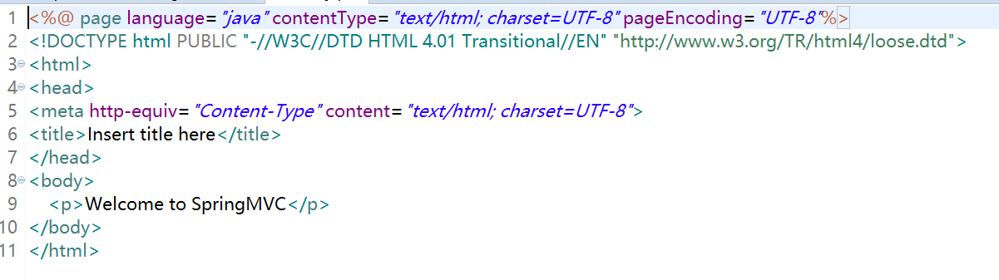 1 <%@ page language="java" contentType="text/html; charset=UTF-8" pageEncoding="UTF-8"%>
2 <!DOCTYPE html PUBLIC "-//W3C//DTD HTML 4.01 Transitional//EN" "http://www.w3.org/TR/html4/loose.dtd">
3 <html>
4 <head>
5 <meta http-equiv="Content-Type" content="text/html; charset=UTF-8">
6 <title>Insert title here</title>
7 </head>
8 <body>
9 <p>Welcome to SpringMVC</p>
10 </body>
11 </html>